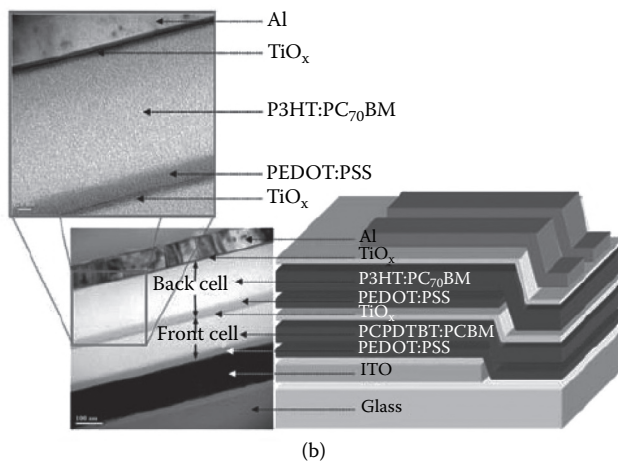 Al
TiOx
P3HT:PC70BM
PEDOT:PSS
TiOx
Al
TiOx
Back cell
P3HT:PC70BM
PEDOT:PSS
TiOx
Front cell
PCPDTBT:PCBM
PEDOT:PSS
ITO
Glass
100 nm
(b)